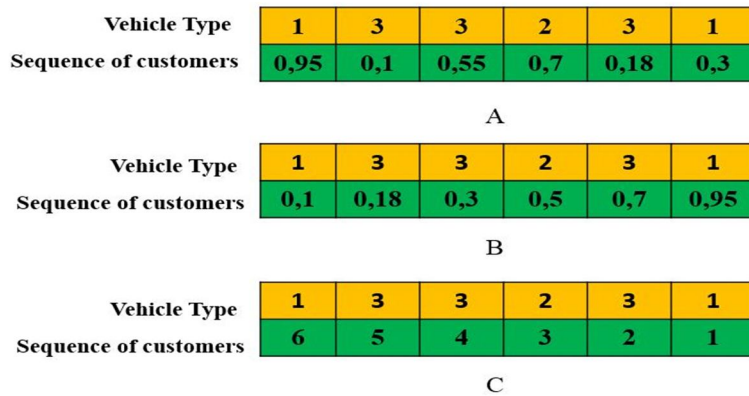 Vehicle Type 1 3 3 2 3 1
Sequence of customers 0,95 0,1 0,55 0,7 0,18 0,3
A
Vehicle Type 1 3 3 2 3 1
Sequence of customers 0,1 0,18 0,3 0,5 0,7 0,95
B
Vehicle Type 1 3 3 2 3 1
Sequence of customers 6 5 4 3 2 1
C